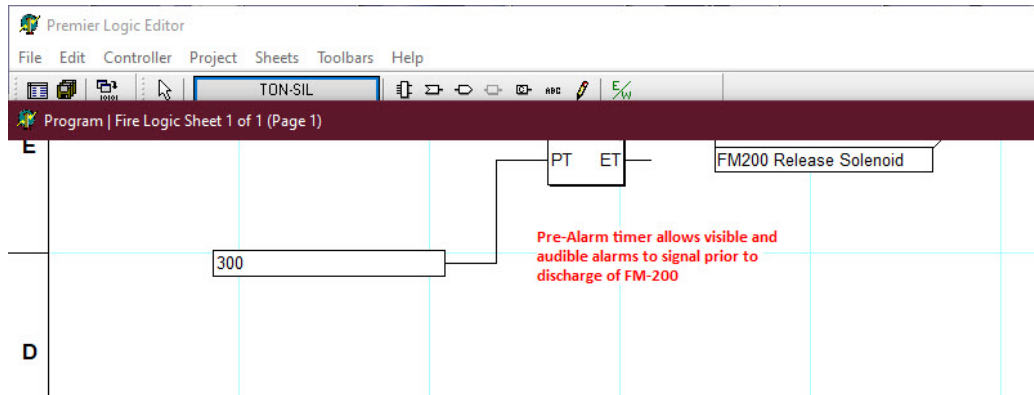 Premier Logic Editor
File Edit Controller Project Sheets Toolbars Help
TON-SIL ABC E/W
Program | Fire Logic Sheet 1 of 1 (Page 1)
E
PT ET
FM200 Release Solenoid
Pre-Alarm timer allows visible and
audible alarms to signal prior to
discharge of FM-200
300
D